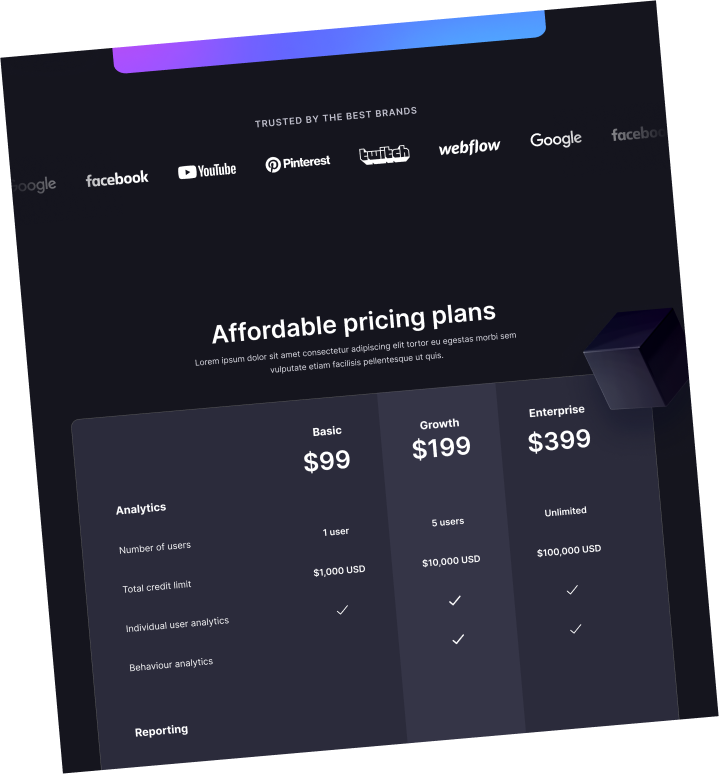 TRUSTED BY THE BEST BRANDS
Google facebook YouTube Pinterest twitch webflow Google facebook
Affordable pricing plans
Lorem ipsum dolor sit amet consectetur adipiscing elit tortor eu egestas morbi sem
vulputate etiam facilisis pellentesque ut quis.
Basic Growth Enterprise
$99 $199 $399
Analytics
Number of users 1 user 5 users Unlimited
Total credit limit $1,000 USD $10,000 USD $100,000 USD
Individual user analytics
Behaviour analytics
Reporting